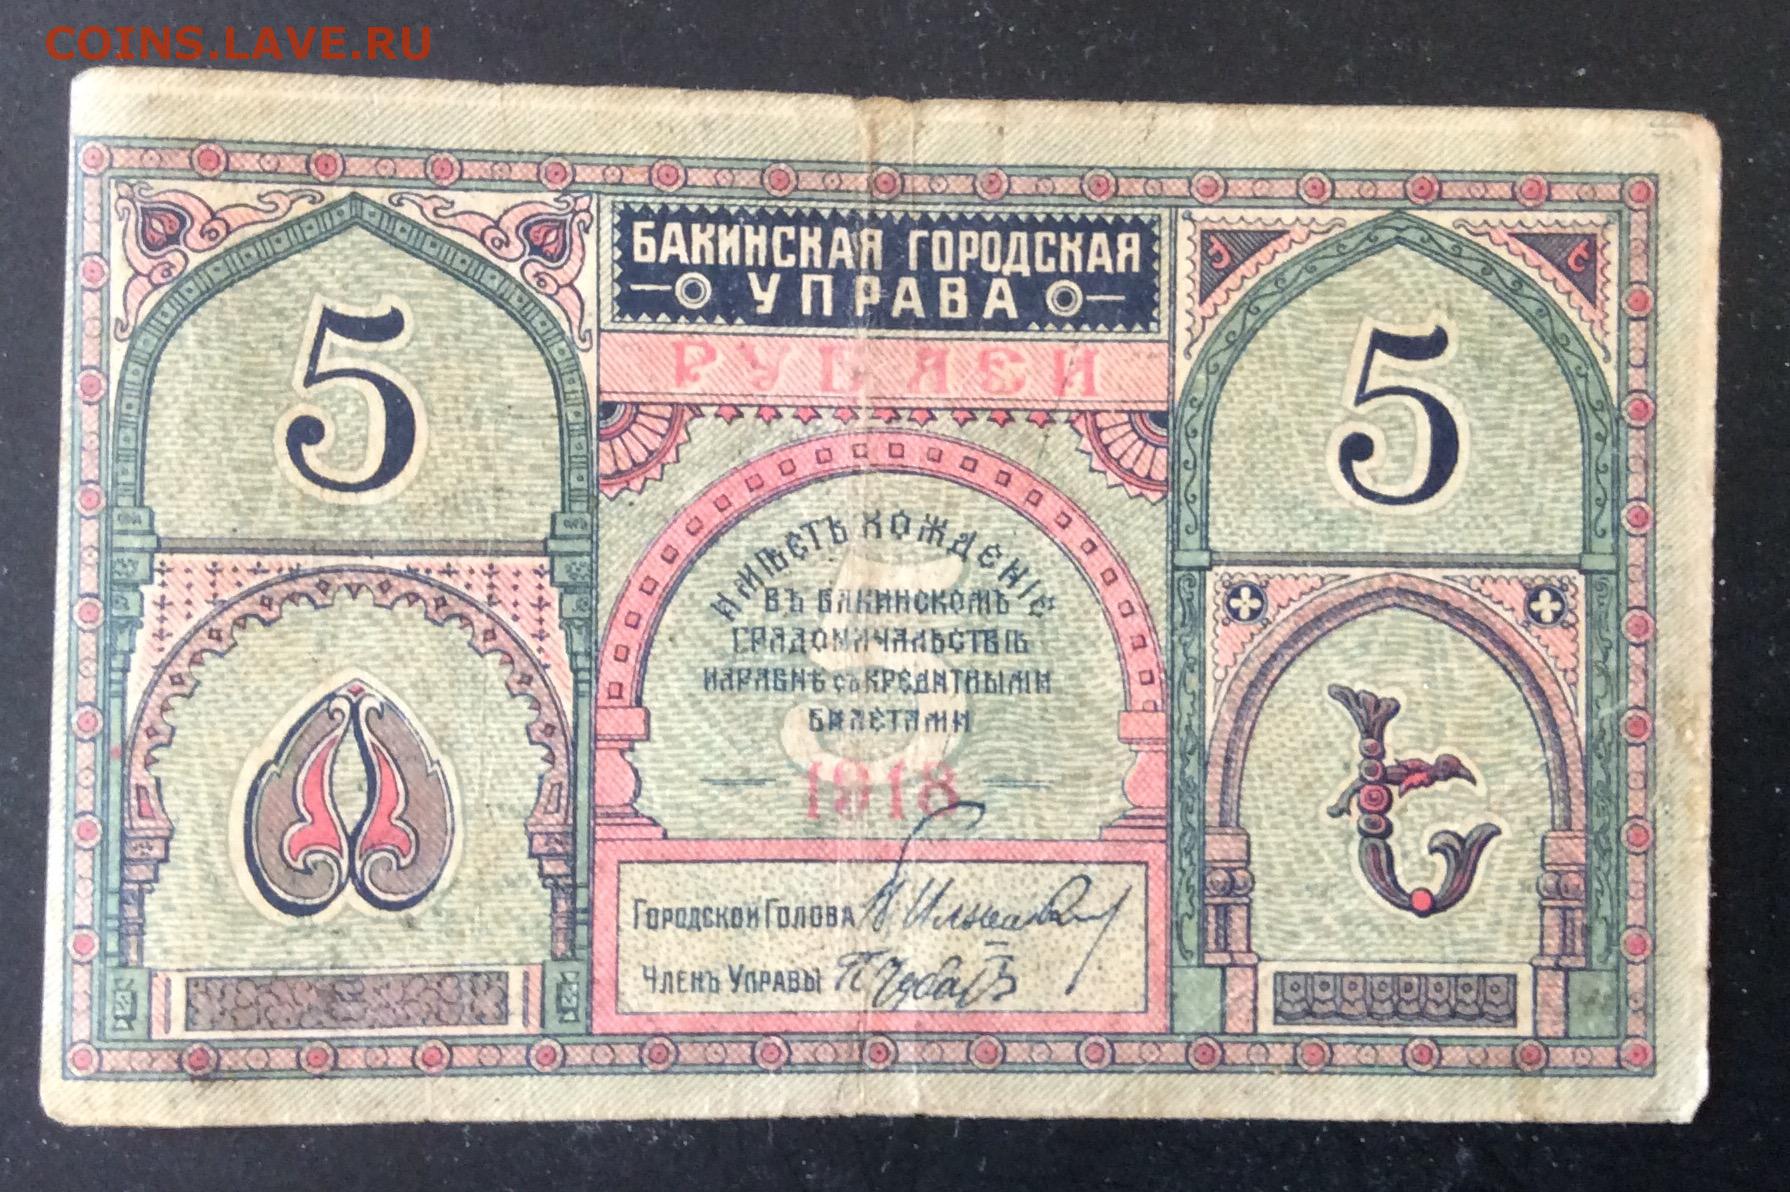 COINS.LAVE.RU
БАКИНСКАЯ ГОРОДСКАЯ
УПРАВА
РУБЛЕЙ
5
5
ИМѢЕТЪ ХОЖДЕНІЕ
ВЪ БАКИНСКОМЪ
ГРАДОНАЧАЛЬСТВѢ
НАРАВНѢ СЪ КРЕДИТНЫМИ
БИЛЕТАМИ
5
1918
ГОРОДСКОЙ ГОЛОВА
ЧЛЕНЪ УПРАВЫ